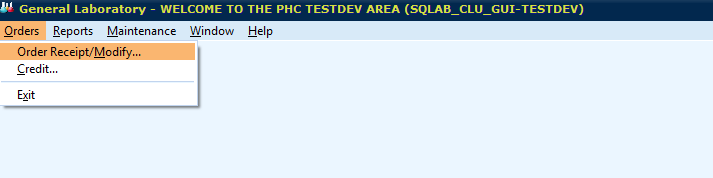 General Laboratory - WELCOME TO THE PHC TESTDEV AREA (SQLAB_CLU_GUI-TESTDEV)
Orders Reports Maintenance Window Help
Order Receipt/Modify...
Credit...
Exit